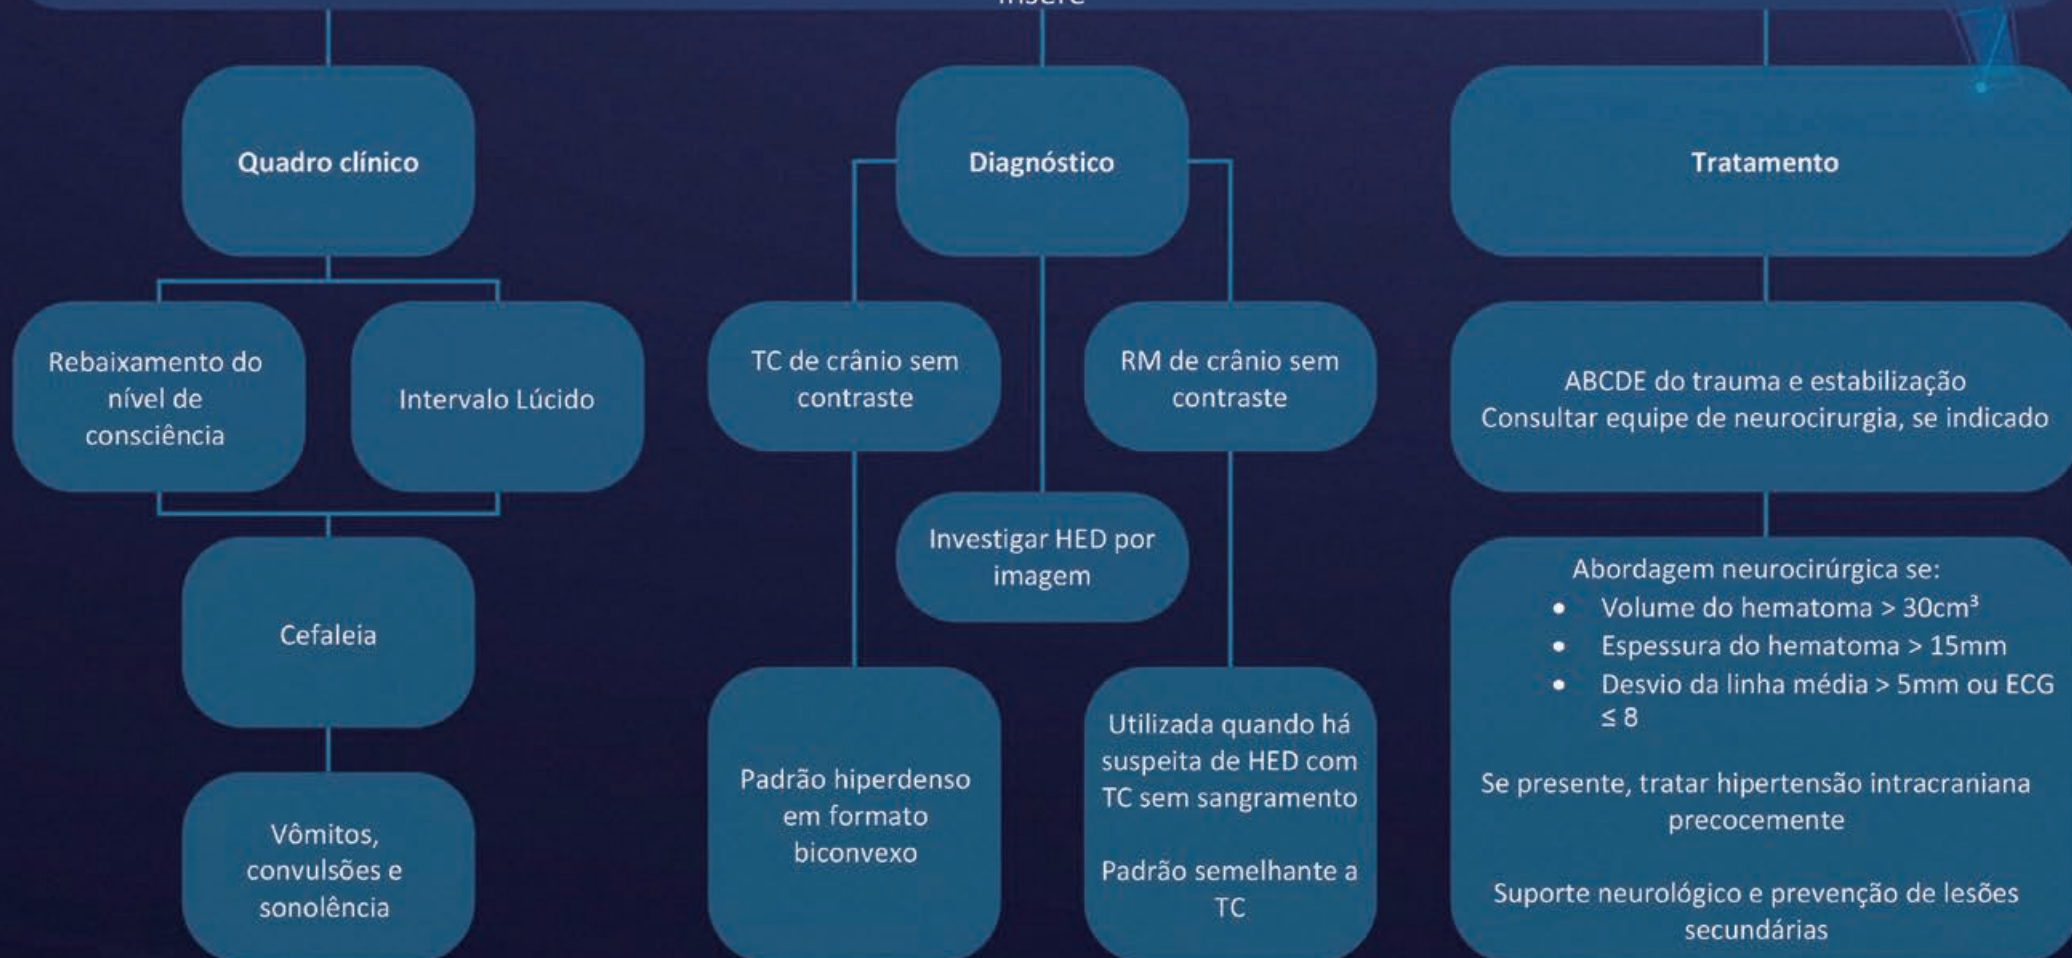 Quadro clínico
Rebaixamento do
nível de
consciência
Intervalo Lúcido
Cefaleia
Vômitos,
convulsões e
sonolência
Diagnóstico
TC de crânio sem
contraste
RM de crânio sem
contraste
Investigar HED por
imagem
Padrão hiperdenso
em formato
biconvexo
Utilizada quando há
suspeita de HED com
TC sem sangramento
Padrão semelhante a
TC
Tratamento
ABCDE do trauma e estabilização
Consultar equipe de neurocirurgia, se indicado
Abordagem neurocirúrgica se:
• Volume do hematoma > 30cm³
• Espessura do hematoma > 15mm
• Desvio da linha média > 5mm ou ECG
≤ 8
Se presente, tratar hipertensão intracraniana
precocemente
Suporte neurológico e prevenção de lesões
secundárias